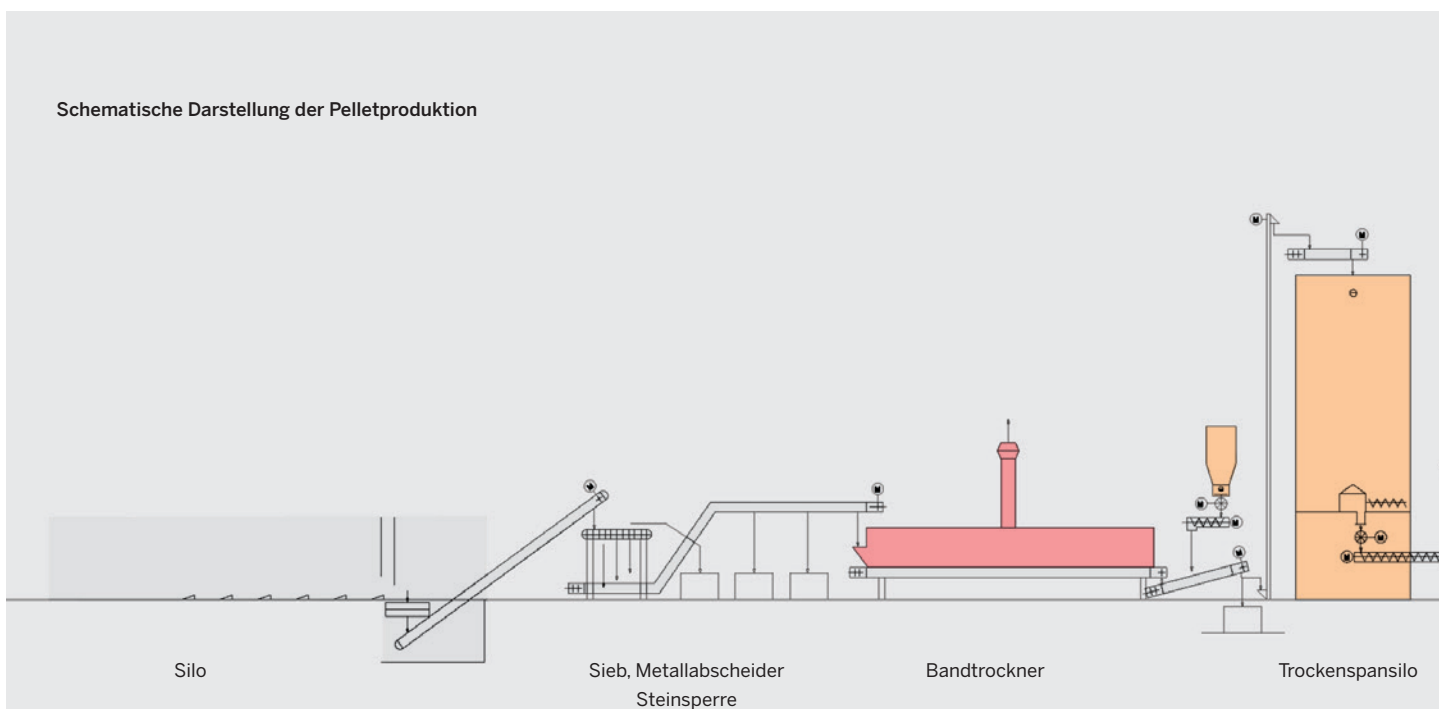 Schematische Darstellung der Pelletproduktion
M
M
M
M
M
M
M
M
M
M
Silo
Sieb, Metallabscheider
Steinsperre
Bandtrockner
Trockenspansilo